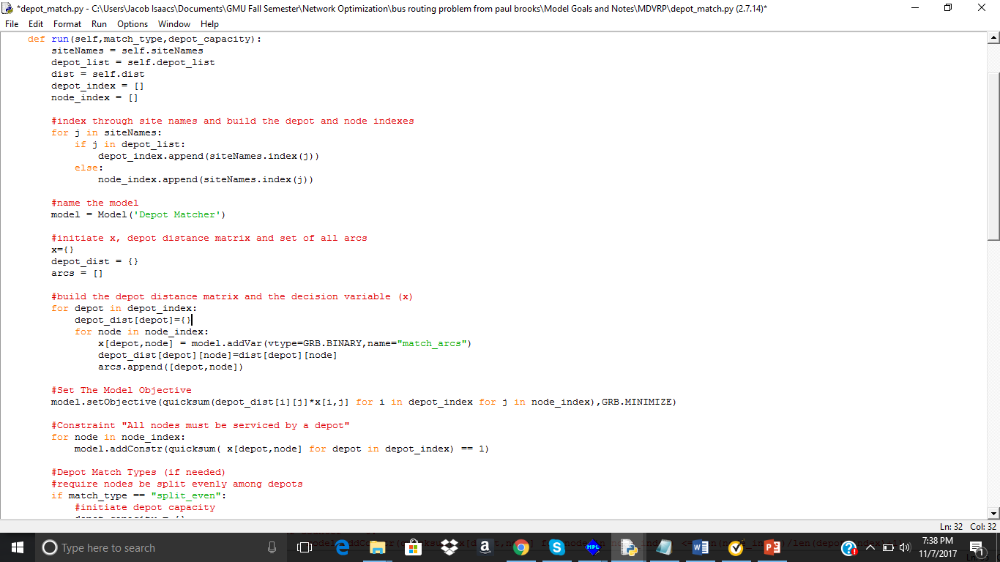 *depot_match.py - C:\Users\Jacob Isaacs\Documents\GMU Fall Semester\Network Optimization\bus routing problem from paul brooks\Model Goals and Notes\MDVRP\depot_match.py (2.7.14)*
File Edit Format Run Options Window Help
def run(self,match_type,depot_capacity):
siteNames = self.siteNames
depot_list = self.depot_list
dist = self.dist
depot_index = []
node_index = []
#index through site names and build the depot and node indexes
for j in siteNames:
if j in depot_list:
depot_index.append(siteNames.index(j))
else:
node_index.append(siteNames.index(j))
#name the model
model = Model('Depot Matcher')
#initiate x, depot distance matrix and set of all arcs
x={}
depot_dist = {}
arcs = []
#build the depot distance matrix and the decision variable (x)
for depot in depot_index:
depot_dist[depot]={}
for node in node_index:
x[depot,node] = model.addVar(vtype=GRB.BINARY,name="match_arcs")
depot_dist[depot][node]=dist[depot][node]
arcs.append([depot,node])
#Set The Model Objective
model.setObjective(quicksum(depot_dist[i][j]*x[i,j] for i in depot_index for j in node_index),GRB.MINIMIZE)
#Constraint "All nodes must be serviced by a depot"
for node in node_index:
model.addConstr(quicksum( x[depot,node] for depot in depot_index) == 1)
#Depot Match Types (if needed)
#require nodes be split evenly among depots
if match_type == "split_even":
#initiate depot capacity
Ln: 32 Col: 32
Type here to search
7:38 PM
11/7/2017